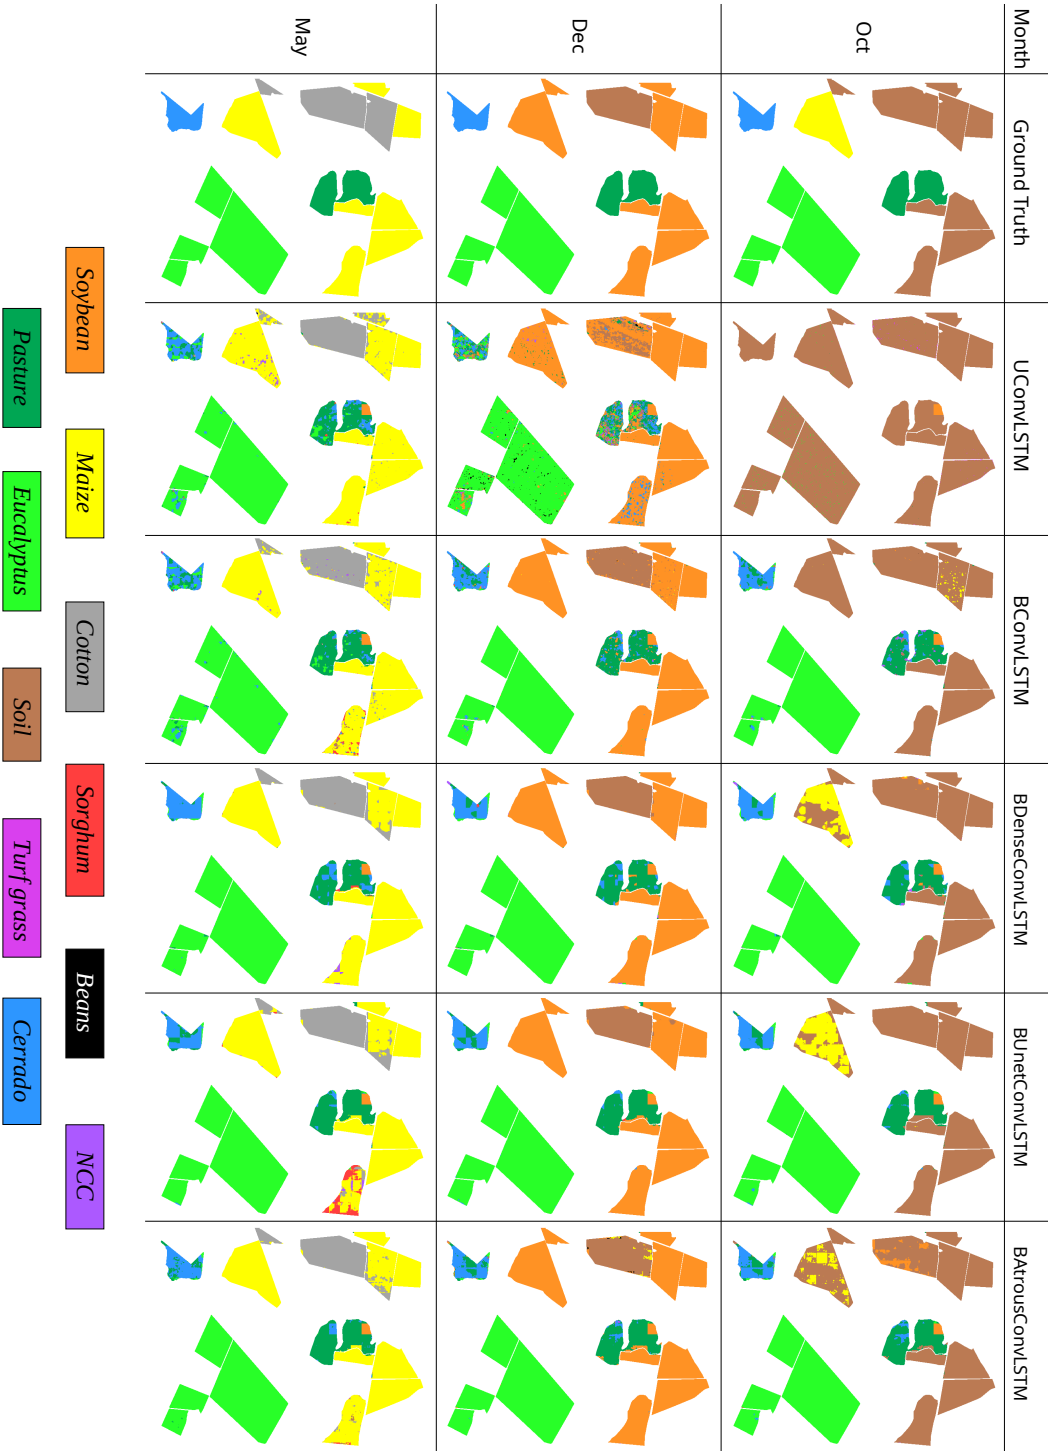 Month Ground Truth UConvLSTM BConvLSTM BDenseConvLSTM BUnetConvLSTM BAtrousConvLSTM
Oct
Dec
May
Soybean Maize Cotton Sorghum Beans NCC
Pasture Eucalyptus Soil Turf grass Cerrado